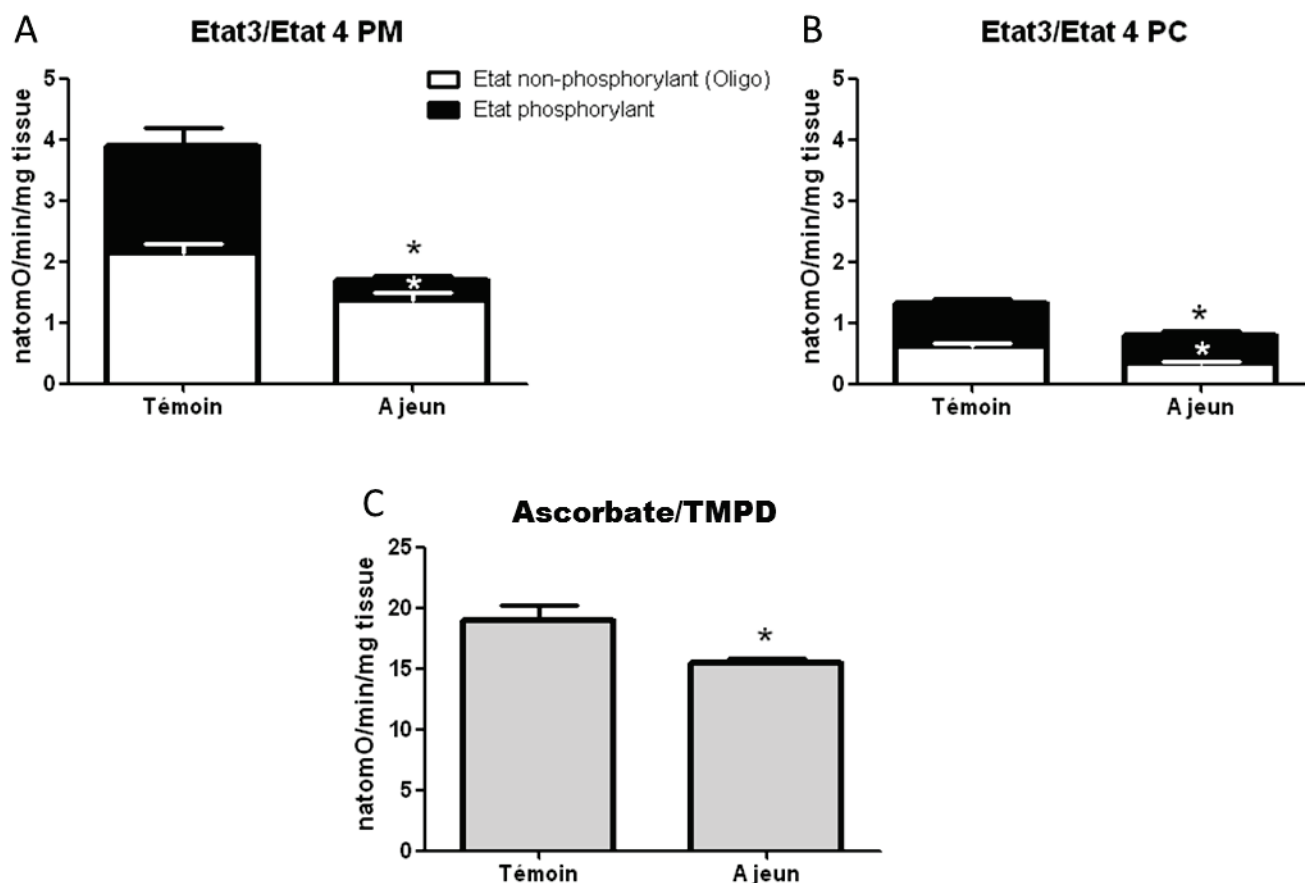 A
Etat3/Etat 4 PM
natomO/min/mg tissue
5
4
3
2
1
0
Etat non-phosphorylant (Oligo)
Etat phosphorylant
*
*
Témoin
A jeun
B
Etat3/Etat 4 PC
natomO/min/mg tissue
5
4
3
2
1
0
*
*
Témoin
A jeun
C
Ascorbate/TMPD
natomO/min/mg tissue
25
20
15
10
5
0
*
Témoin
A jeun